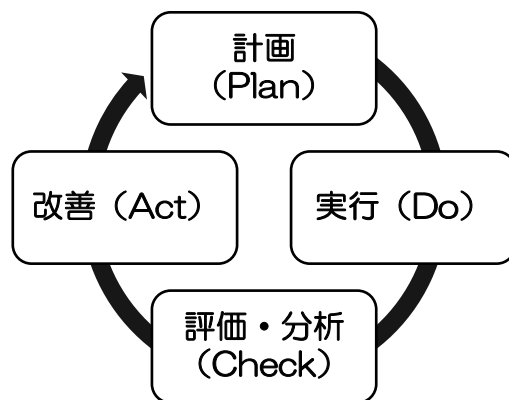 計画
（Plan）
実行（Do）
評価・分析
（Check）
改善（Act）